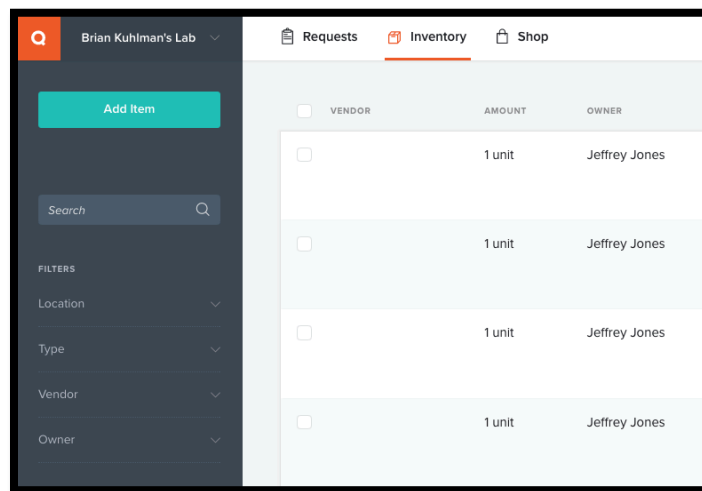 Brian Kuhlman's Lab
Requests
Inventory
Shop
Add Item
Search
FILTERS
Location
Type
Vendor
Owner
VENDOR AMOUNT OWNER
1 unit Jeffrey Jones
1 unit Jeffrey Jones
1 unit Jeffrey Jones
1 unit Jeffrey Jones